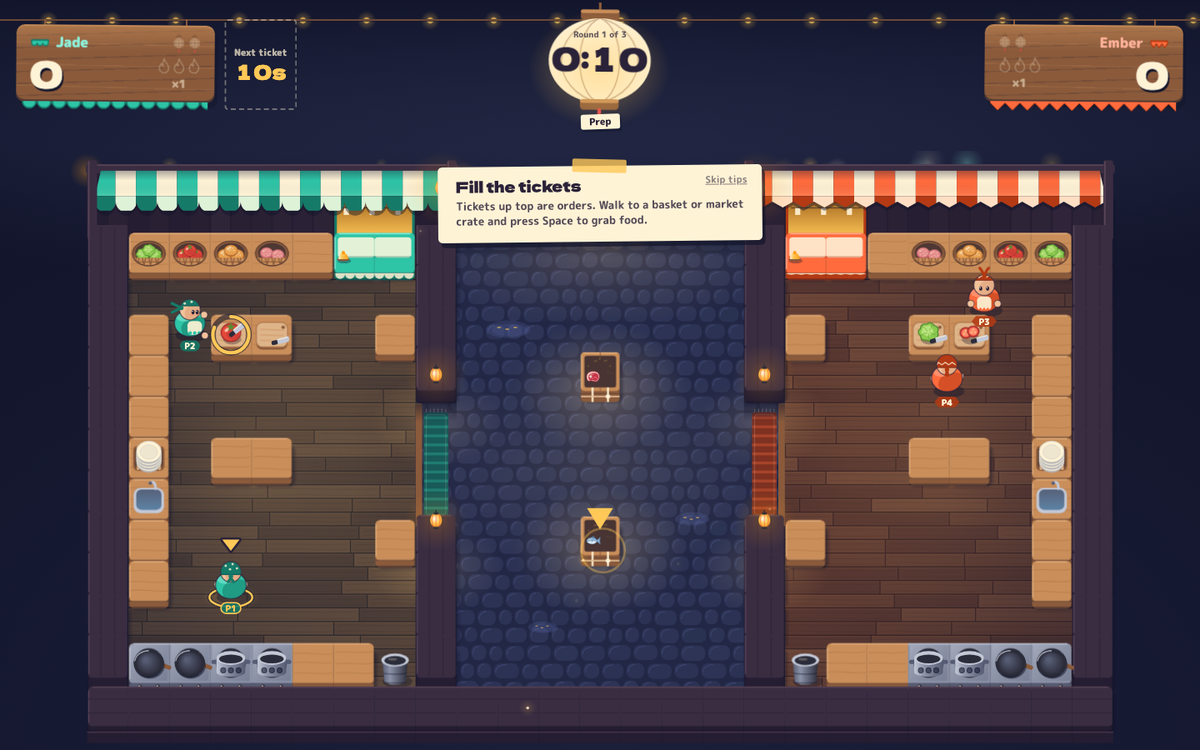 Jade
0
x1
Next ticket
10s
Round 1 of 3
0:10
Prep
Ember
x1
0
Fill the tickets
Skip tips
Tickets up top are orders. Walk to a basket or market
crate and press Space to grab food.
P2
P3
P4
P1